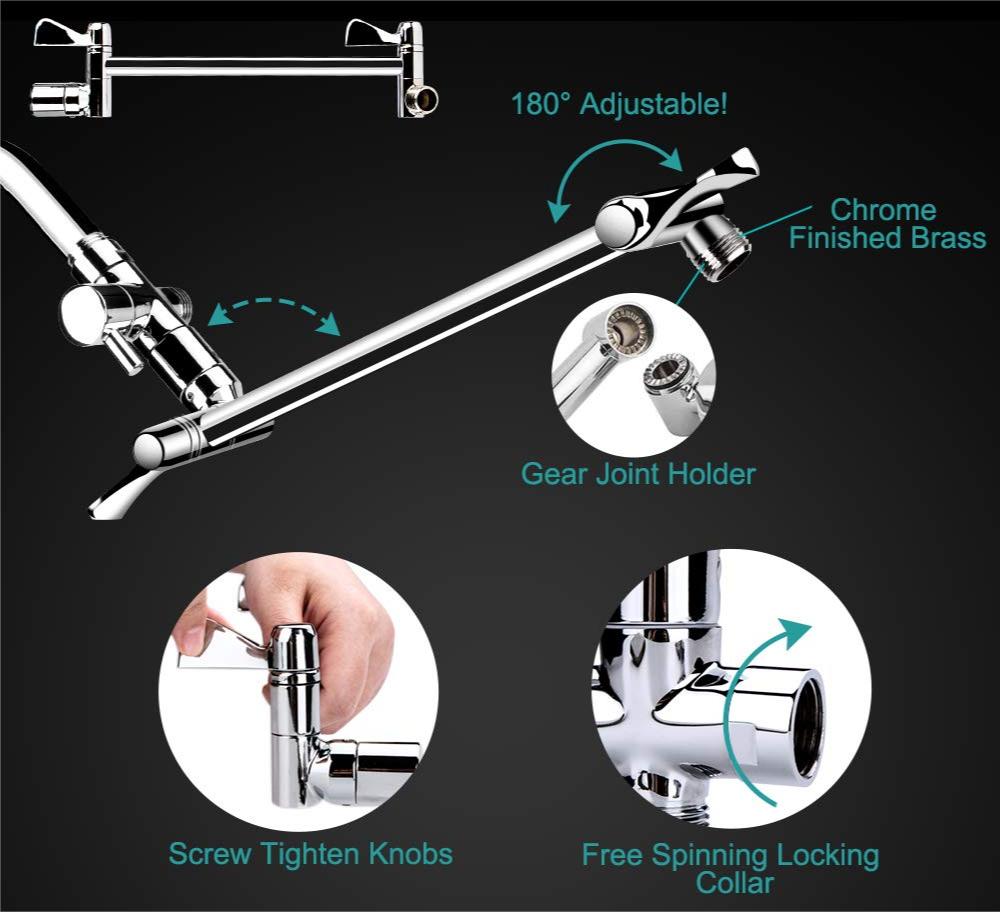 180° Adjustable!
Chrome
Finished Brass
Gear Joint Holder
Screw Tighten Knobs
Free Spinning Locking
Collar